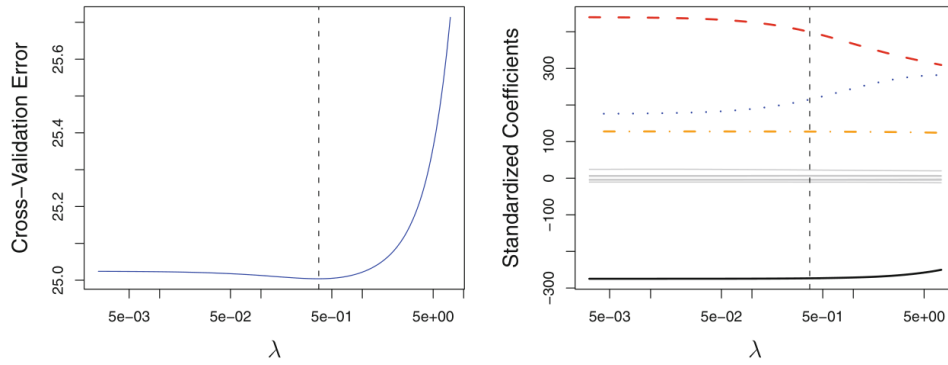 Cross−Validation Error
25.0 25.2 25.4 25.6
5e−03 5e−02 5e−01 5e+00
λ
Standardized Coefficients
−300 −100 0 100 300
5e−03 5e−02 5e−01 5e+00
λ